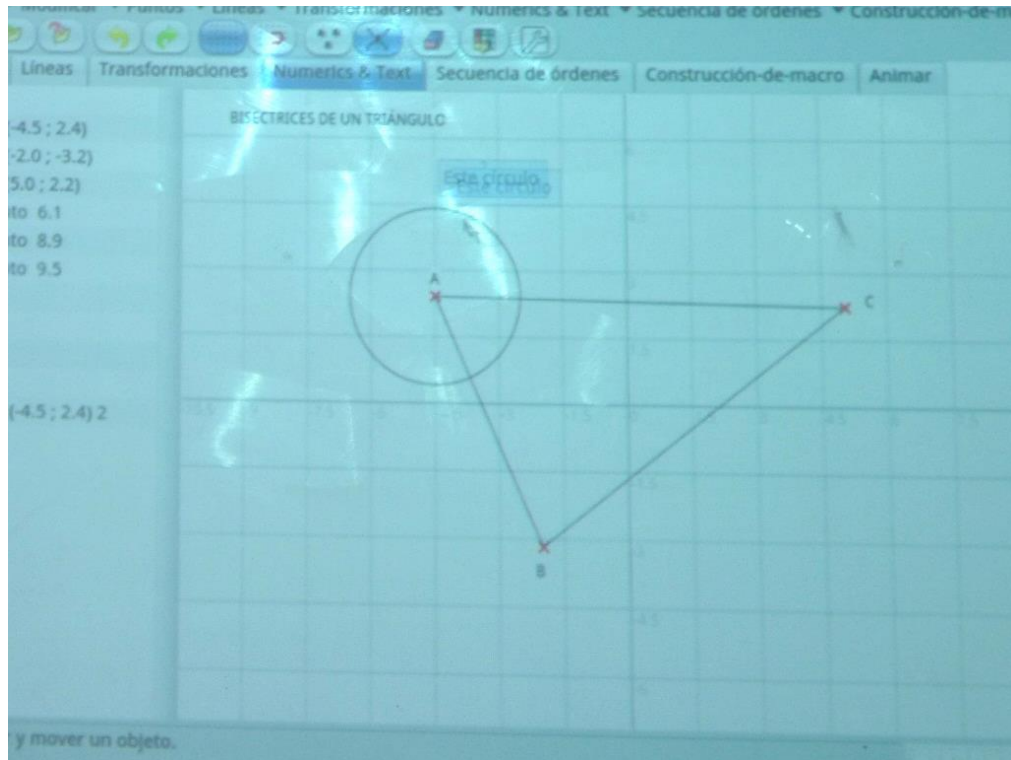 Modificar Puntos Líneas Transformaciones Numerics & Text Secuencia de órdenes Construcción-de-m
Líneas Transformaciones Numerics & Text Secuencia de órdenes Construcción-de-macro Animar
-4.5 ; 2.4)
-2.0 ; -3.2)
5.0 ; 2.2)
to 6.1
to 8.9
to 9.5
(-4.5 ; 2.4) 2
BISECTRICES DE UN TRIÁNGULO
Este círculo
Este círculo
A
C
B
y mover un objeto.